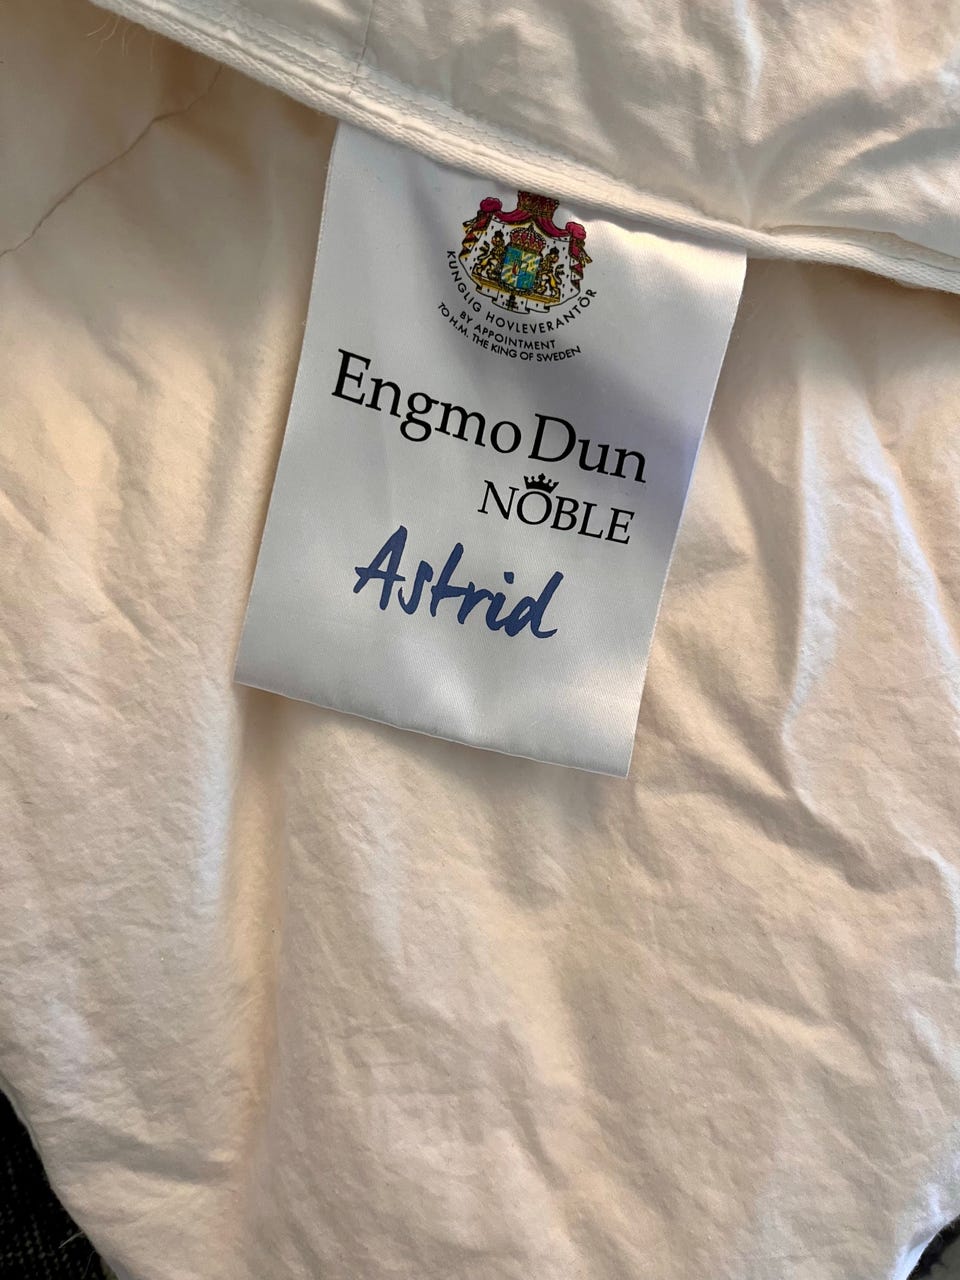 KUNGLIG HOVLEVERANTÖR
BY APPOINTMENT
TO H.M. THE KING OF SWEDEN
Engmo Dun
NOBLE
Astrid